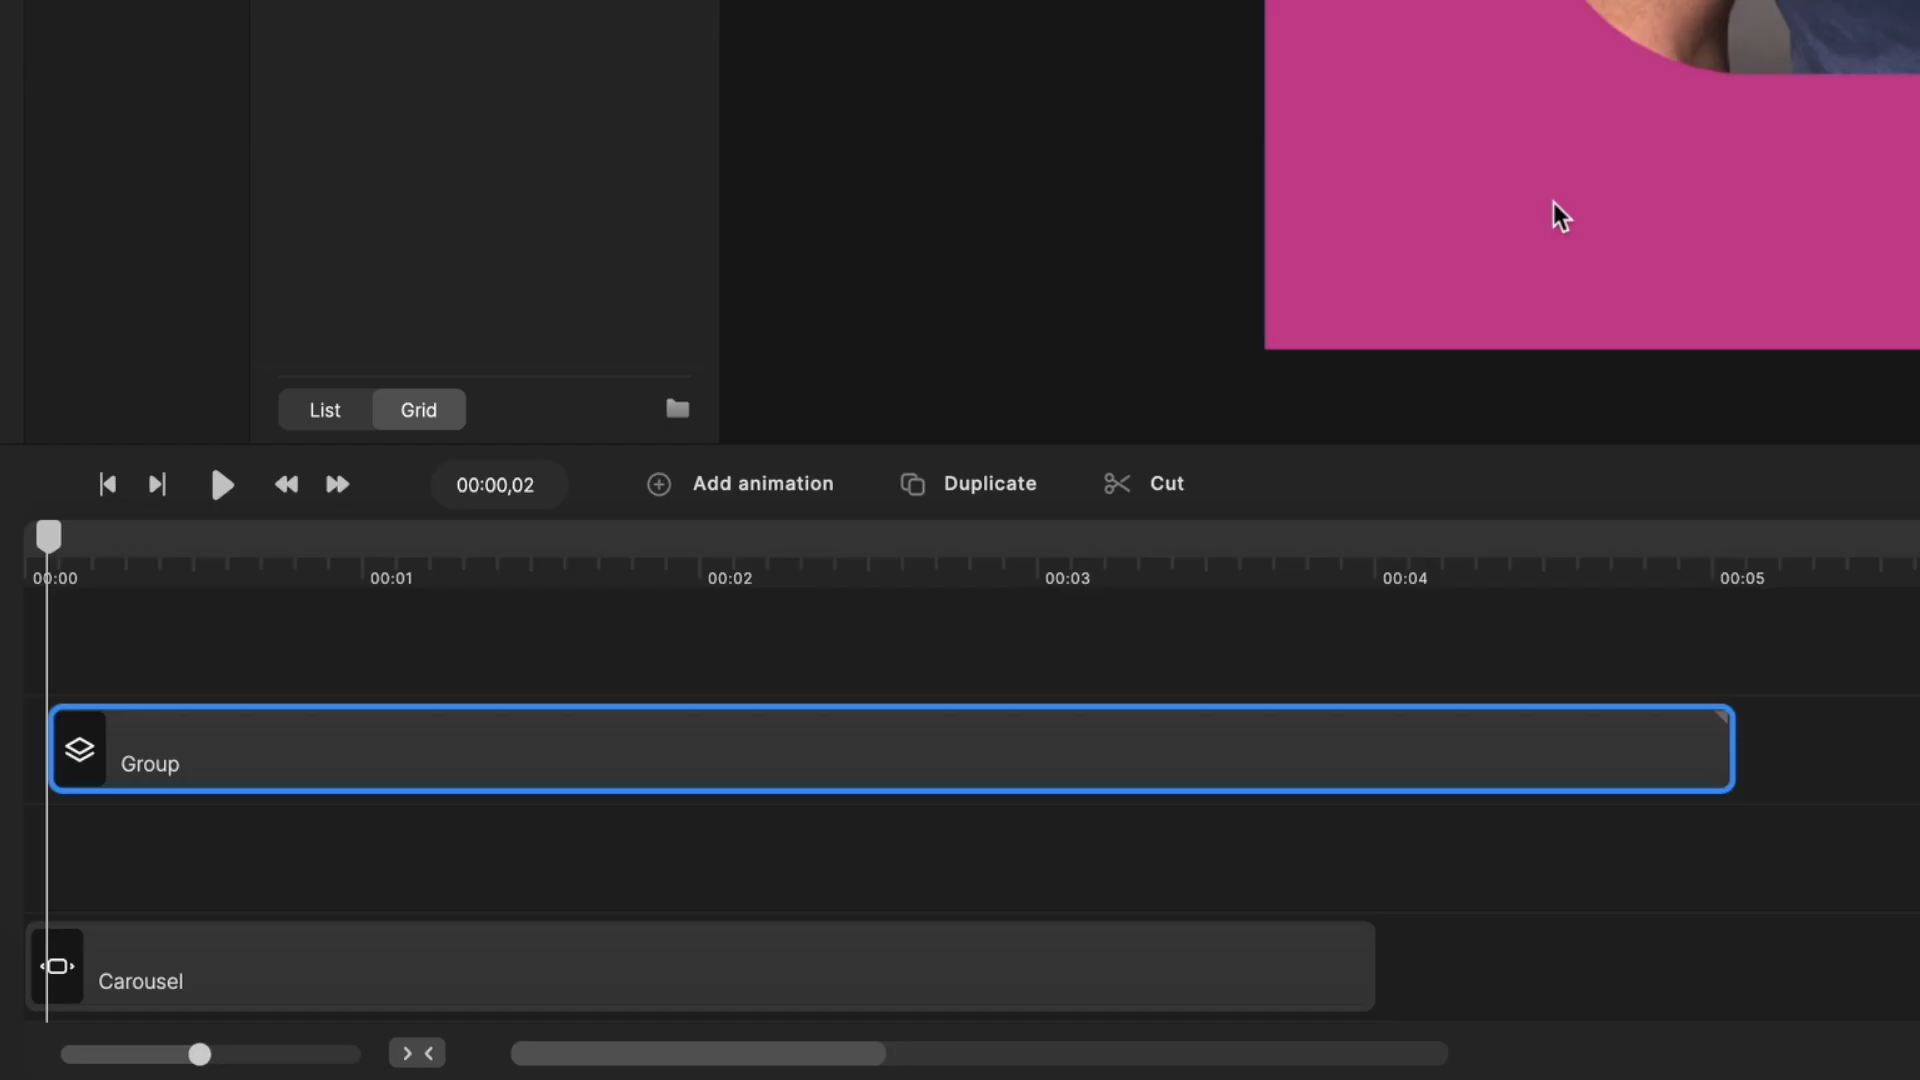 List Grid
00:00,02 Add animation Duplicate Cut
00:00 00:01 00:02 00:03 00:04 00:05
Group
Carousel